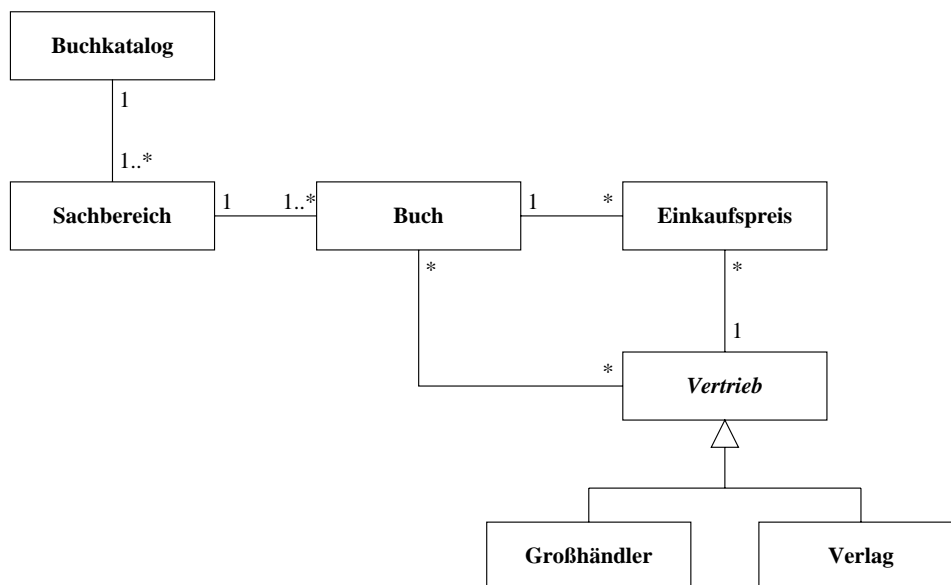 Buchkatalog
1
1..*
Sachbereich
1
1..*
Buch
1
*
Einkaufspreis
*
*
1
*
Vertrieb
Großhändler
Verlag